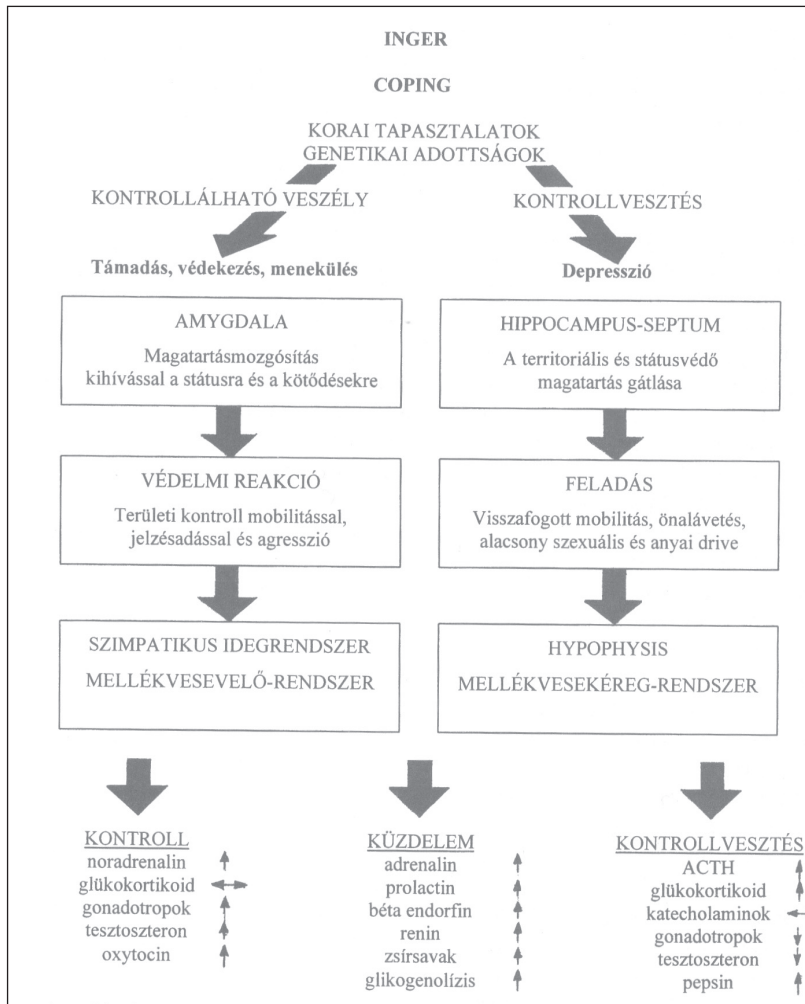 INGER
COPING
KORAI TAPASZTALATOK
GENETIKAI ADOTTSÁGOK
KONTROLLÁLHATÓ VESZÉLY
KONTROLLVESZTÉS
Támadás, védekezés, menekülés
Depresszió
AMYGDALA
Magatartásmozgósítás
kihívással a státusra és a kötődésekre
HIPPOCAMPUS-SEPTUM
A territoriális és státusvédő
magatartás gátlása
VÉDELMI REAKCIÓ
Területi kontroll mobilitással,
jelzésadással és agresszió
FELADÁS
Visszafogott mobilitás, önalávetés,
alacsony szexuális és anyai drive
SZIMPATIKUS IDEGRENDSZER
MELLÉKVESEVELŐ-RENDSZER
HYPOPHYSIS
MELLÉKVESEKÉREG-RENDSZER
KONTROLL
noradrenalin
glükokortikoid
gonadotropok
tesztoszteron
oxytocin
KÜZDELEM
adrenalin
prolactin
béta endorfin
renin
zsírsavak
glikogenolízis
KONTROLLVESZTÉS
ACTH
glükokortikoid
katecholaminok
gonadotropok
tesztoszteron
pepsin